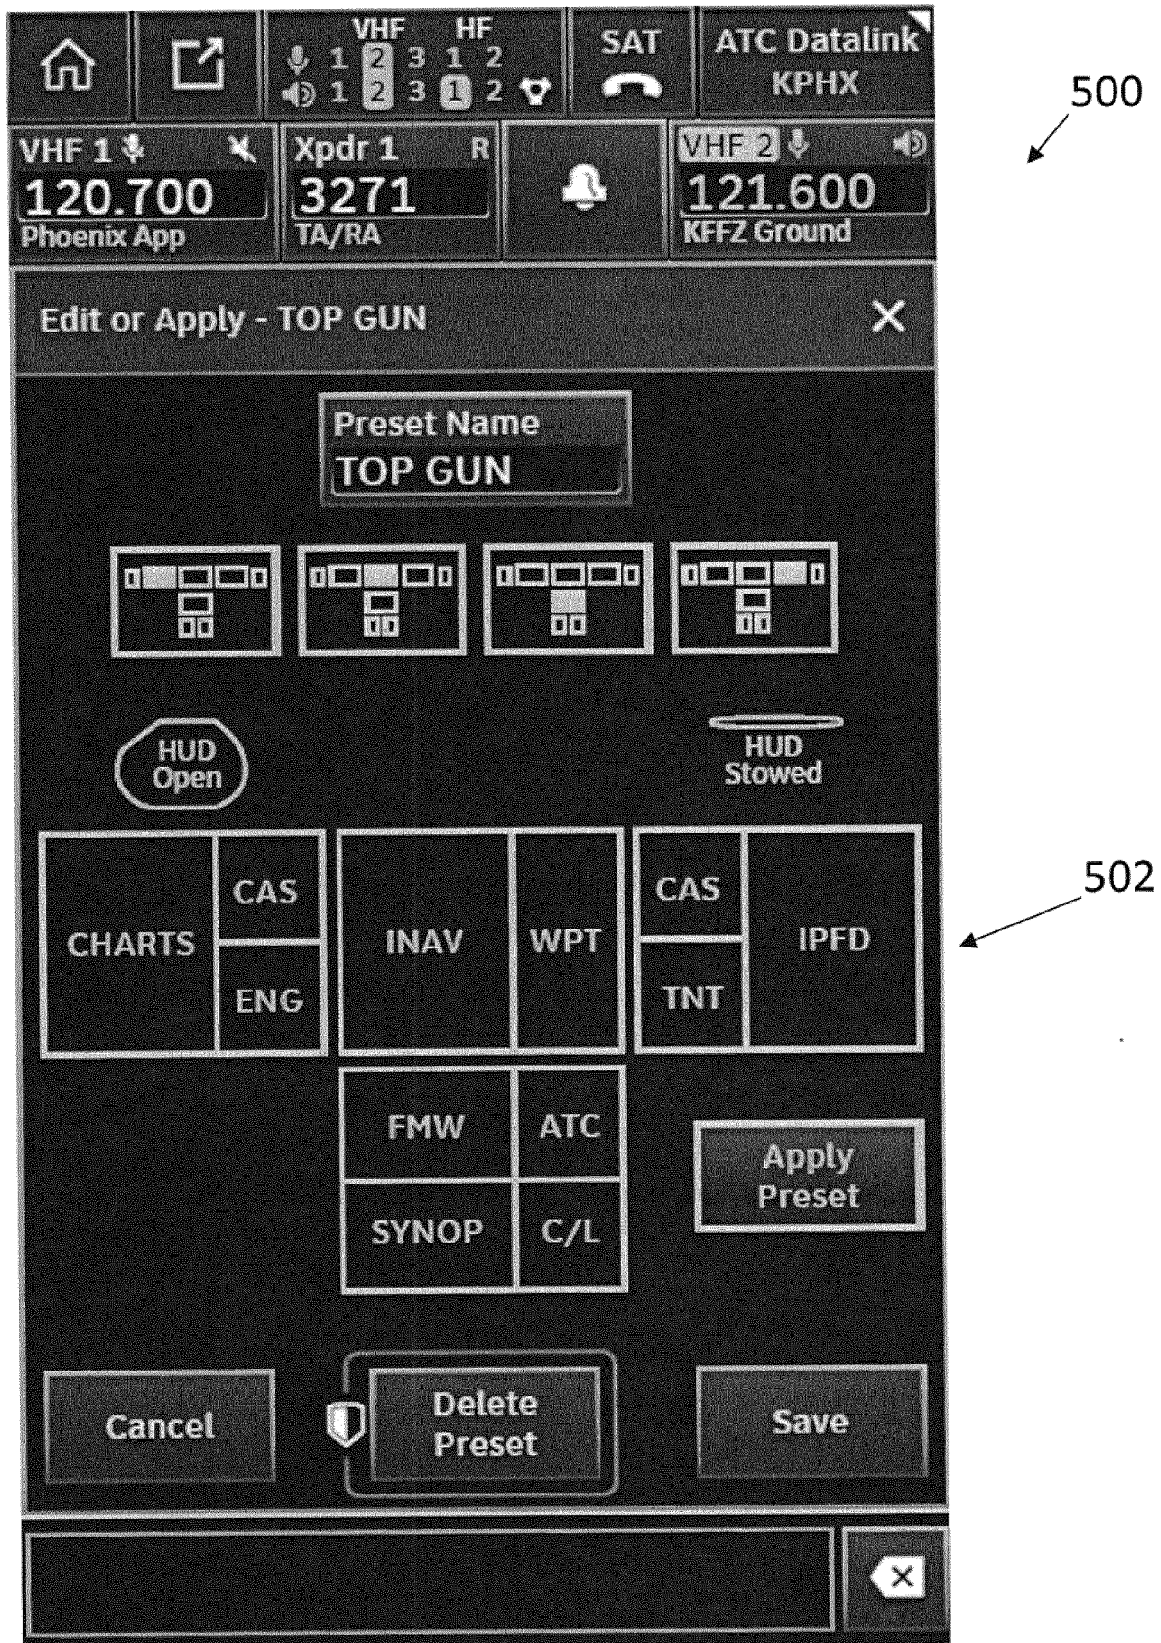 VHF HF
1 2 3 1 2
1 2 3 1 2
SAT
ATC Datalink
KPHX
500
VHF 1
120.700
Phoenix App
Xpdr 1 R
3271
TA/RA
VHF 2
121.600
KFFZ Ground
Edit or Apply - TOP GUN
Preset Name
TOP GUN
HUD
Open
HUD
Stowed
502
CHARTS
CAS
ENG
INAV
WPT
CAS
TNT
IPFD
FMW
ATC
SYNOP
C/L
Apply
Preset
Cancel
Delete
Preset
Save